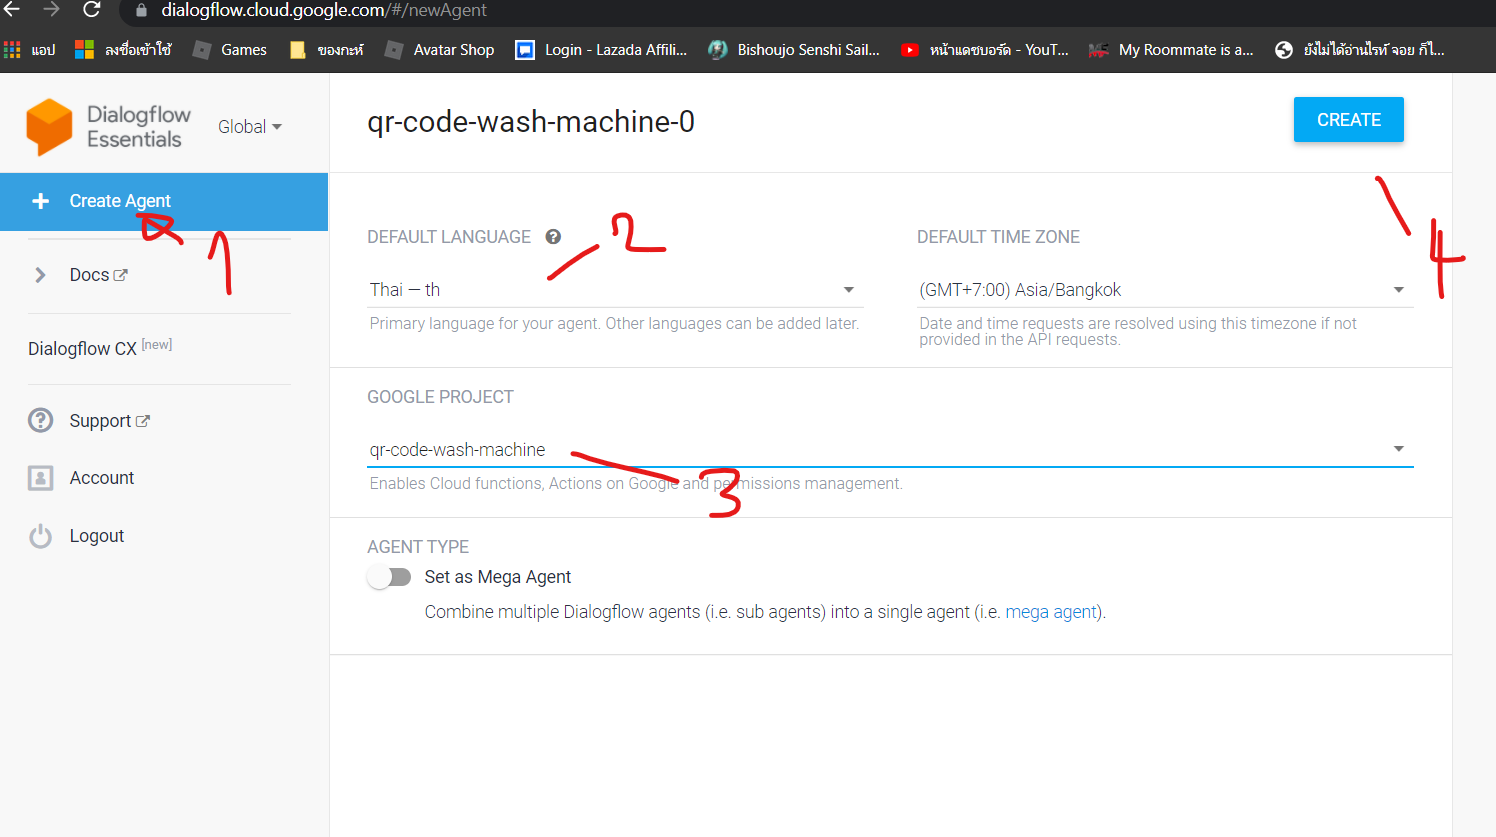 dialogflow.cloud.google.com/#/newAgent
แอป
ลงชื่อเข้าใช้
Games
ของกะห์
Avatar Shop
Login - Lazada Affili...
Bishoujo Senshi Sail...
หน้าแดชบอร์ด - YouT...
My Roommate is a...
ยังไม่ได้อ่านไรท์ จอย ก็ไ...
Dialogflow
Essentials
Global
qr-code-wash-machine-0
CREATE
Create Agent
1
2
4
DEFAULT LANGUAGE
DEFAULT TIME ZONE
Docs
Thai — th
(GMT+7:00) Asia/Bangkok
Primary language for your agent. Other languages can be added later.
Date and time requests are resolved using this timezone if not
provided in the API requests.
Dialogflow CX [new]
GOOGLE PROJECT
Support
qr-code-wash-machine
3
Enables Cloud functions, Actions on Google and permissions management.
Account
Logout
AGENT TYPE
Set as Mega Agent
Combine multiple Dialogflow agents (i.e. sub agents) into a single agent (i.e. mega agent).